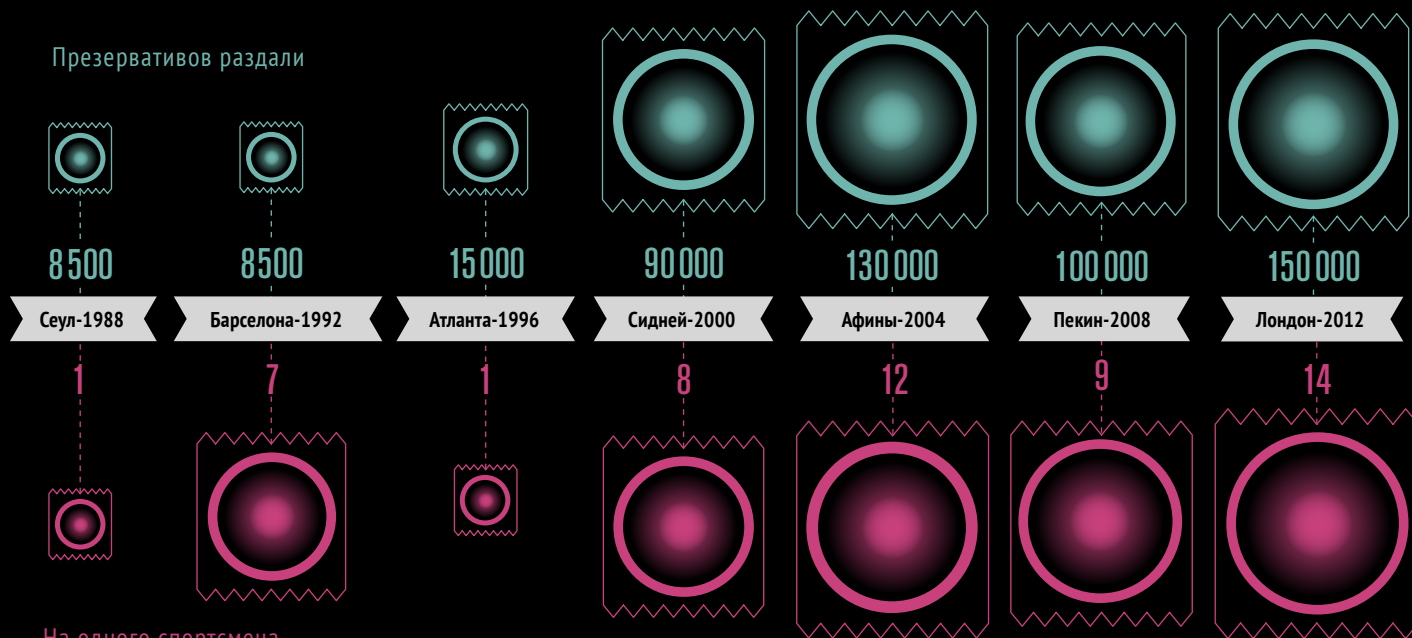 Презервативов раздали
8 500 8500 15 000 90 000 130 000 100 000 150 000
Сеул-1988 Барселона-1992 Атланта-1996 Сидней-2000 Афины-2004 Пекин-2008 Лондон-2012
1 7 1 8 12 9 14
На одного спортсмена